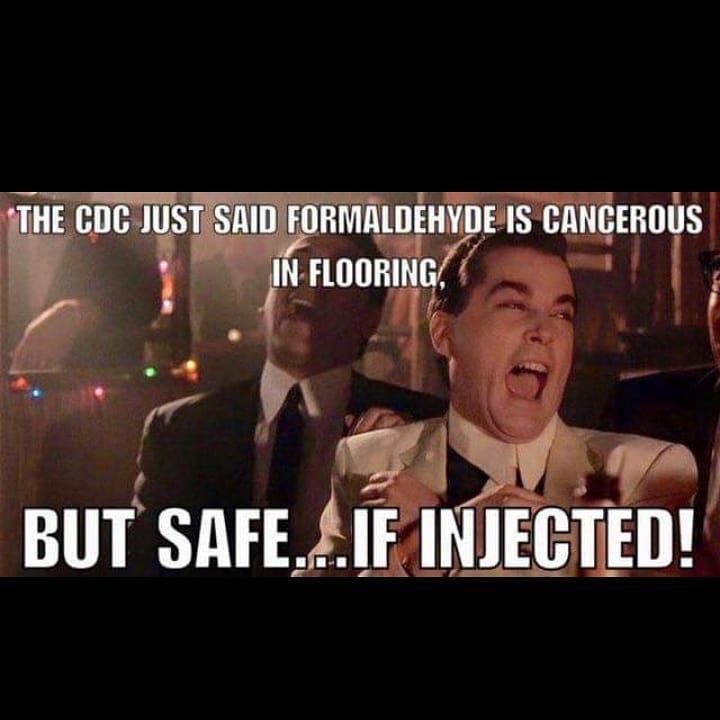 THE CDC JUST SAID FORMALDEHYDE IS CANCEROUS
IN FLOORING,
BUT SAFE...IF INJECTED!